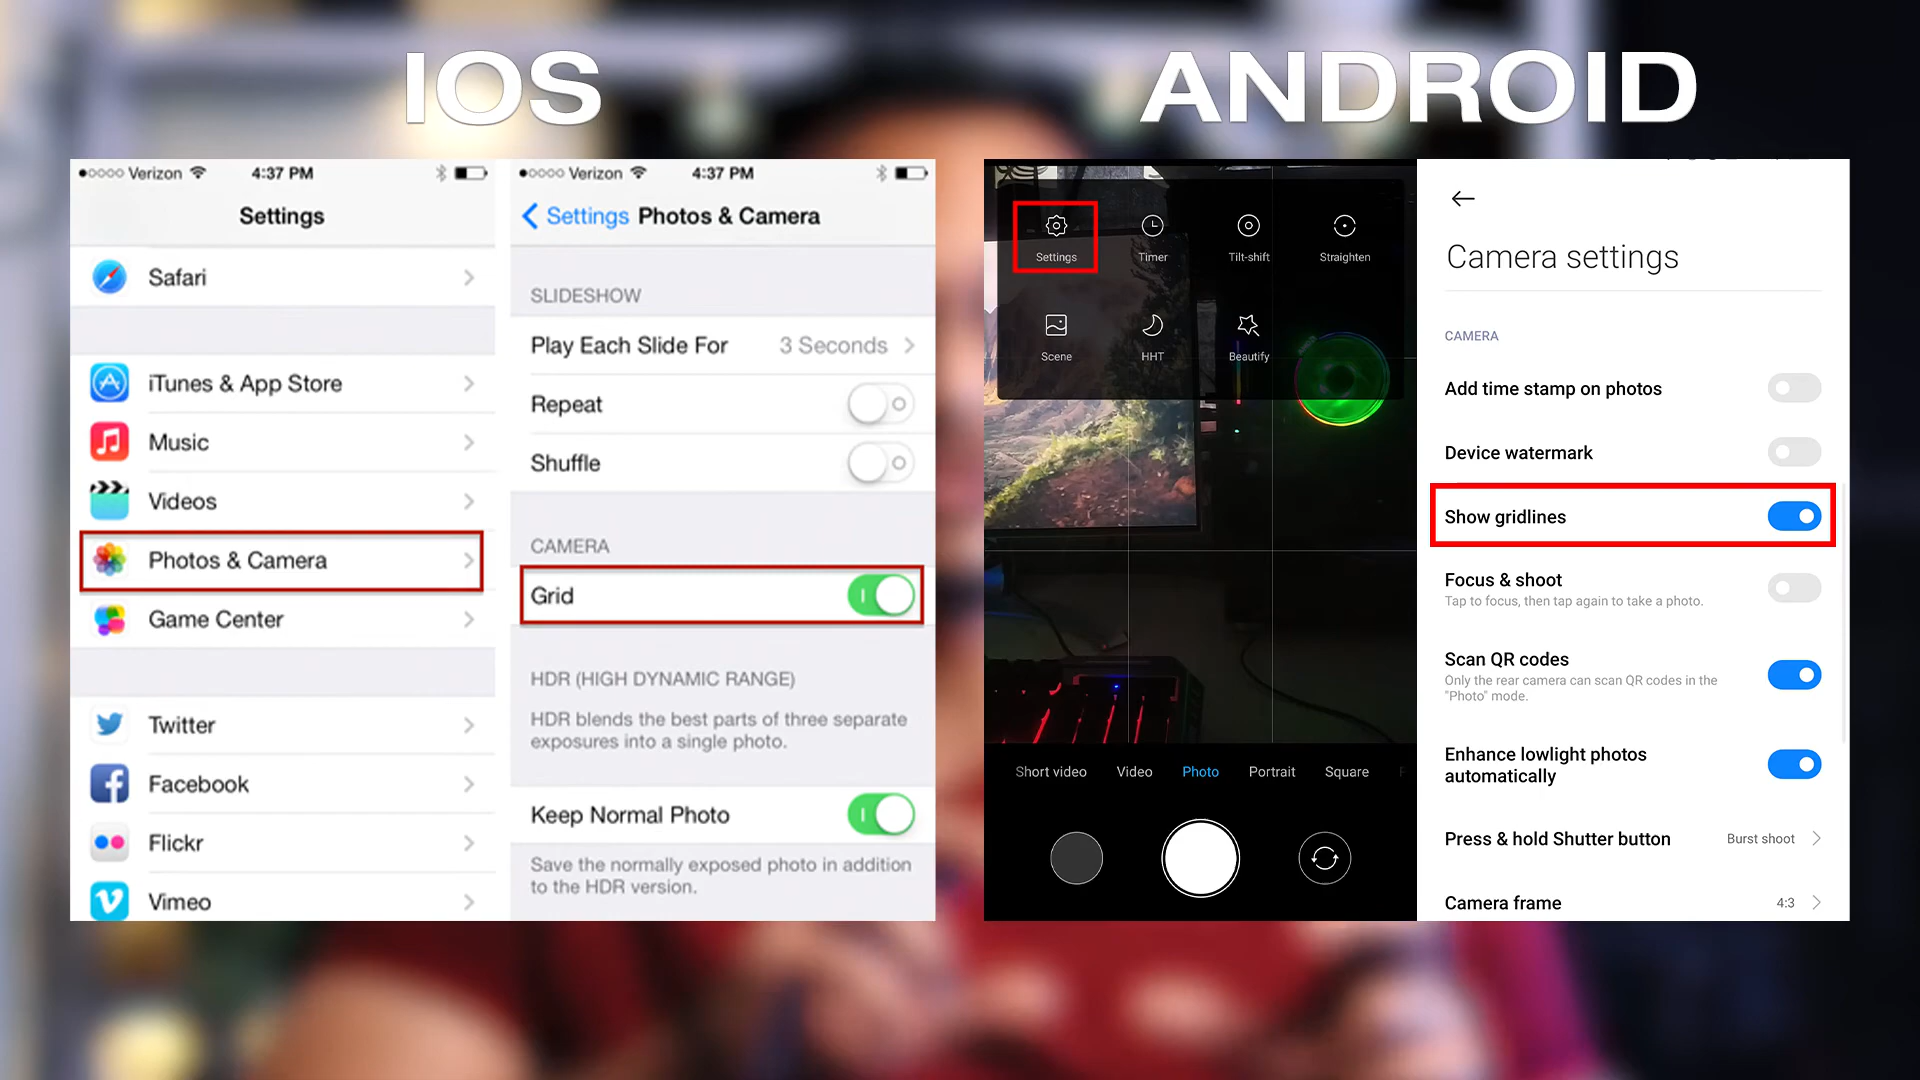 IOS
ANDROID
Verizon 4:37 PM
Settings
Safari
iTunes & App Store
Music
Videos
Photos & Camera
Game Center
Twitter
Facebook
Flickr
Vimeo
Verizon 4:37 PM
Settings Photos & Camera
SLIDESHOW
Play Each Slide For 3 Seconds
Repeat
Shuffle
CAMERA
Grid
HDR (HIGH DYNAMIC RANGE)
HDR blends the best parts of three separate
exposures into a single photo.
Keep Normal Photo
Save the normally exposed photo in addition
to the HDR version.
Settings Timer Tilt-shift Straighten
Scene HHT Beautify
Short video Video Photo Portrait Square
Camera settings
CAMERA
Add time stamp on photos
Device watermark
Show gridlines
Focus & shoot
Tap to focus, then tap again to take a photo.
Scan QR codes
Only the rear camera can scan QR codes in the
"Photo" mode.
Enhance lowlight photos
automatically
Press & hold Shutter button Burst shoot
Camera frame 4:3